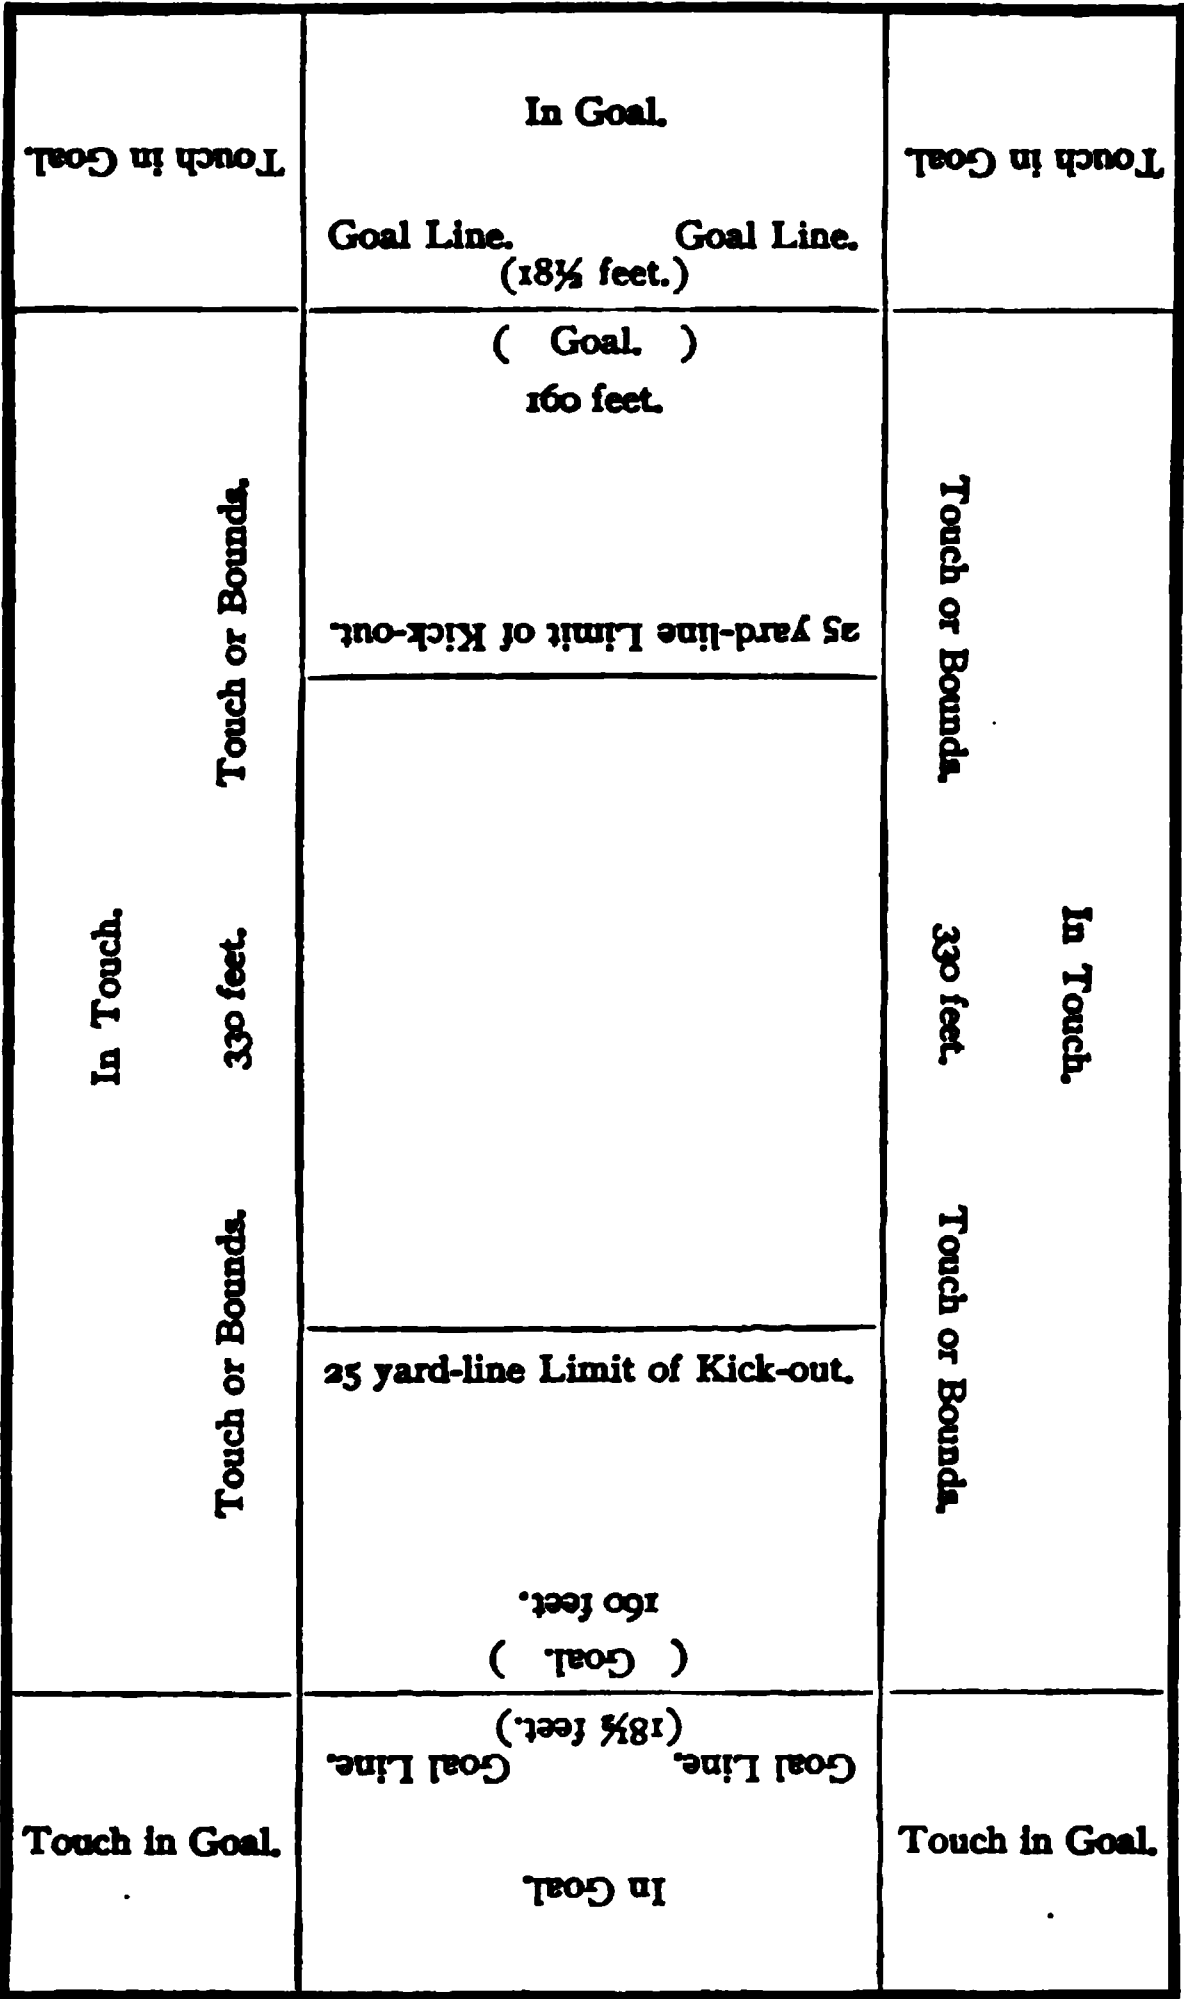 In Goal.
Touch in Goal.
Touch in Goal.
Goal Line. Goal Line.
(18½ feet.)
( Goal. )
160 feet.
Touch or Bounds.
Touch or Bounds.
25 yard-line Limit of Kick-out.
In Touch.
330 feet.
330 feet.
In Touch.
Touch or Bounds.
Touch or Bounds.
25 yard-line Limit of Kick-out.
160 feet.
( Goal. )
(18½ feet.)
Goal Line. Goal Line.
Touch in Goal.
Touch in Goal.
In Goal.